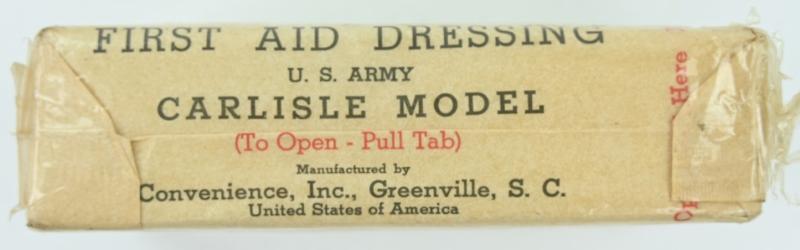 FIRST AID DRESSING
U. S. ARMY
CARLISLE MODEL
(To Open - Pull Tab)
Manufactured by
Convenience, Inc., Greenville, S. C.
United States of America
Here